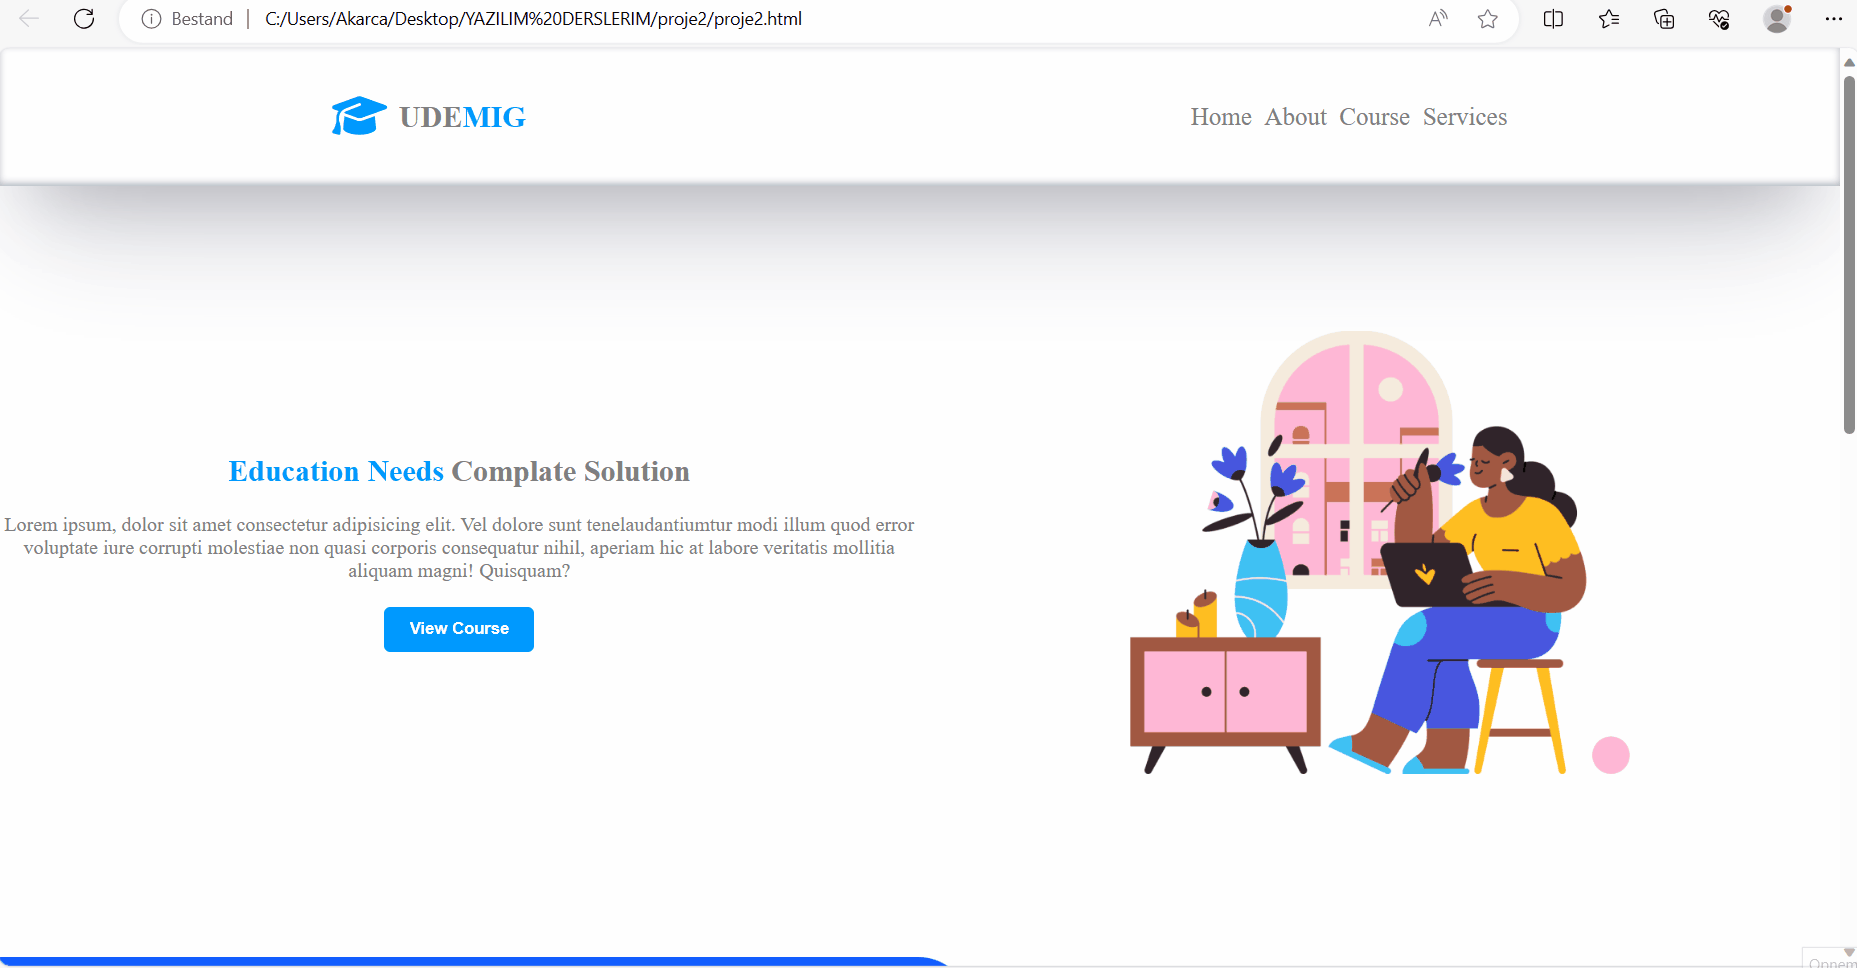 Bestand | C:/Users/Akarca/Desktop/YAZILIM%20DERSLERIM/proje2/proje2.html
UDEMIG
Home About Course Services
Education Needs Complate Solution
Lorem ipsum, dolor sit amet consectetur adipisicing elit. Vel dolore sunt tenelaudantiumtur modi illum quod error
voluptate iure corrupti molestiae non quasi corporis consequatur nihil, aperiam hic at labore veritatis mollitia
aliquam magni! Quisquam?
View Course